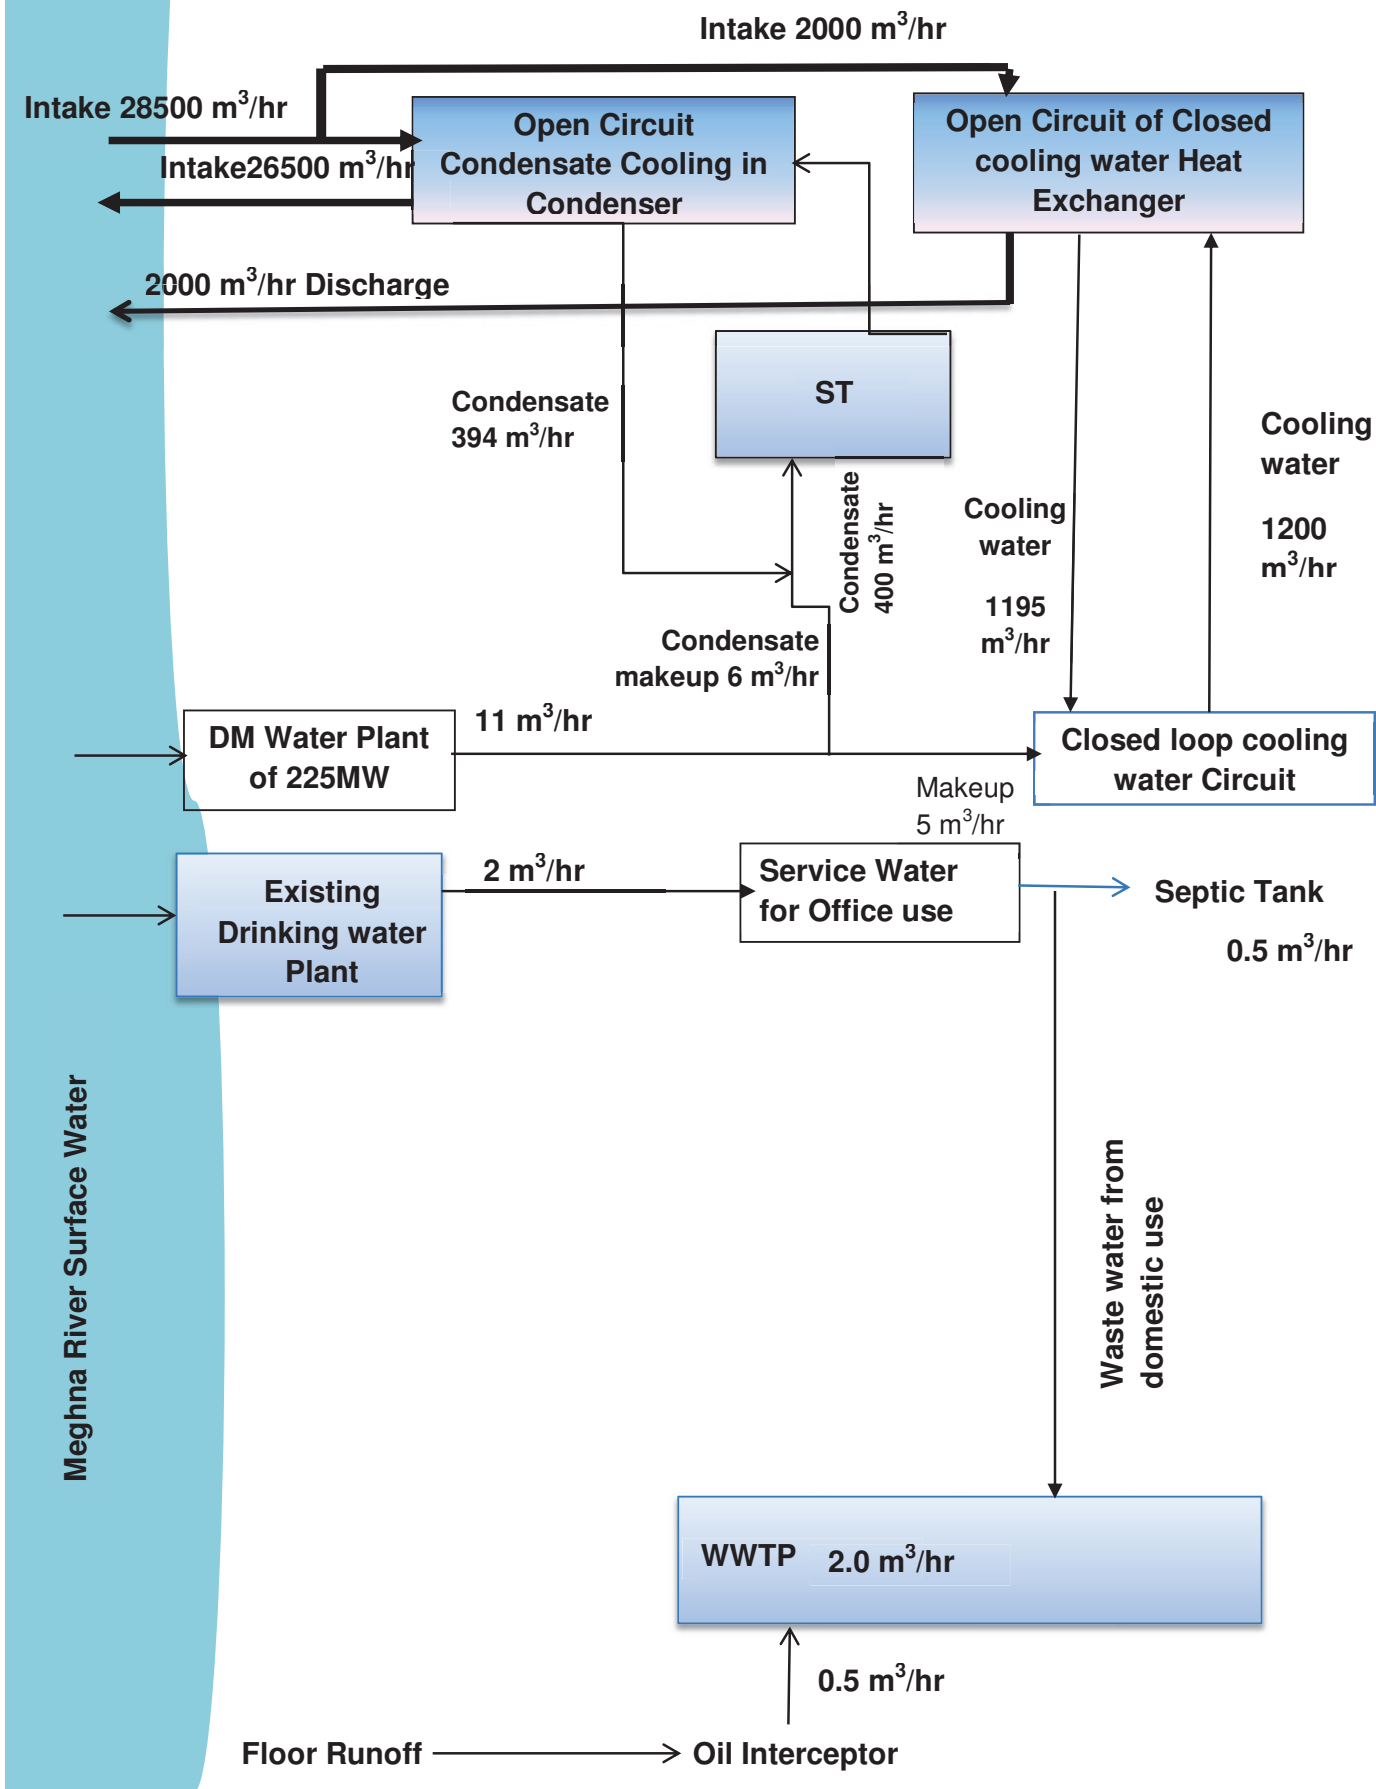 Intake 2000 m³/hr
Intake 28500 m³/hr
Intake26500 m³/hr
Open Circuit
Condensate Cooling in
Condenser
Open Circuit of Closed
cooling water Heat
Exchanger
2000 m³/hr Discharge
ST
Condensate
394 m³/hr
Condensate
400 m³/hr
Cooling
water
1195
m³/hr
Cooling
water
1200
m³/hr
Condensate
makeup 6 m³/hr
DM Water Plant
of 225MW
11 m³/hr
Closed loop cooling
water Circuit
Makeup
5 m³/hr
Existing
Drinking water
Plant
2 m³/hr
Service Water
for Office use
Septic Tank
0.5 m³/hr
Meghna River Surface Water
Waste water from
domestic use
WWTP 2.0 m³/hr
0.5 m³/hr
Floor Runoff
Oil Interceptor